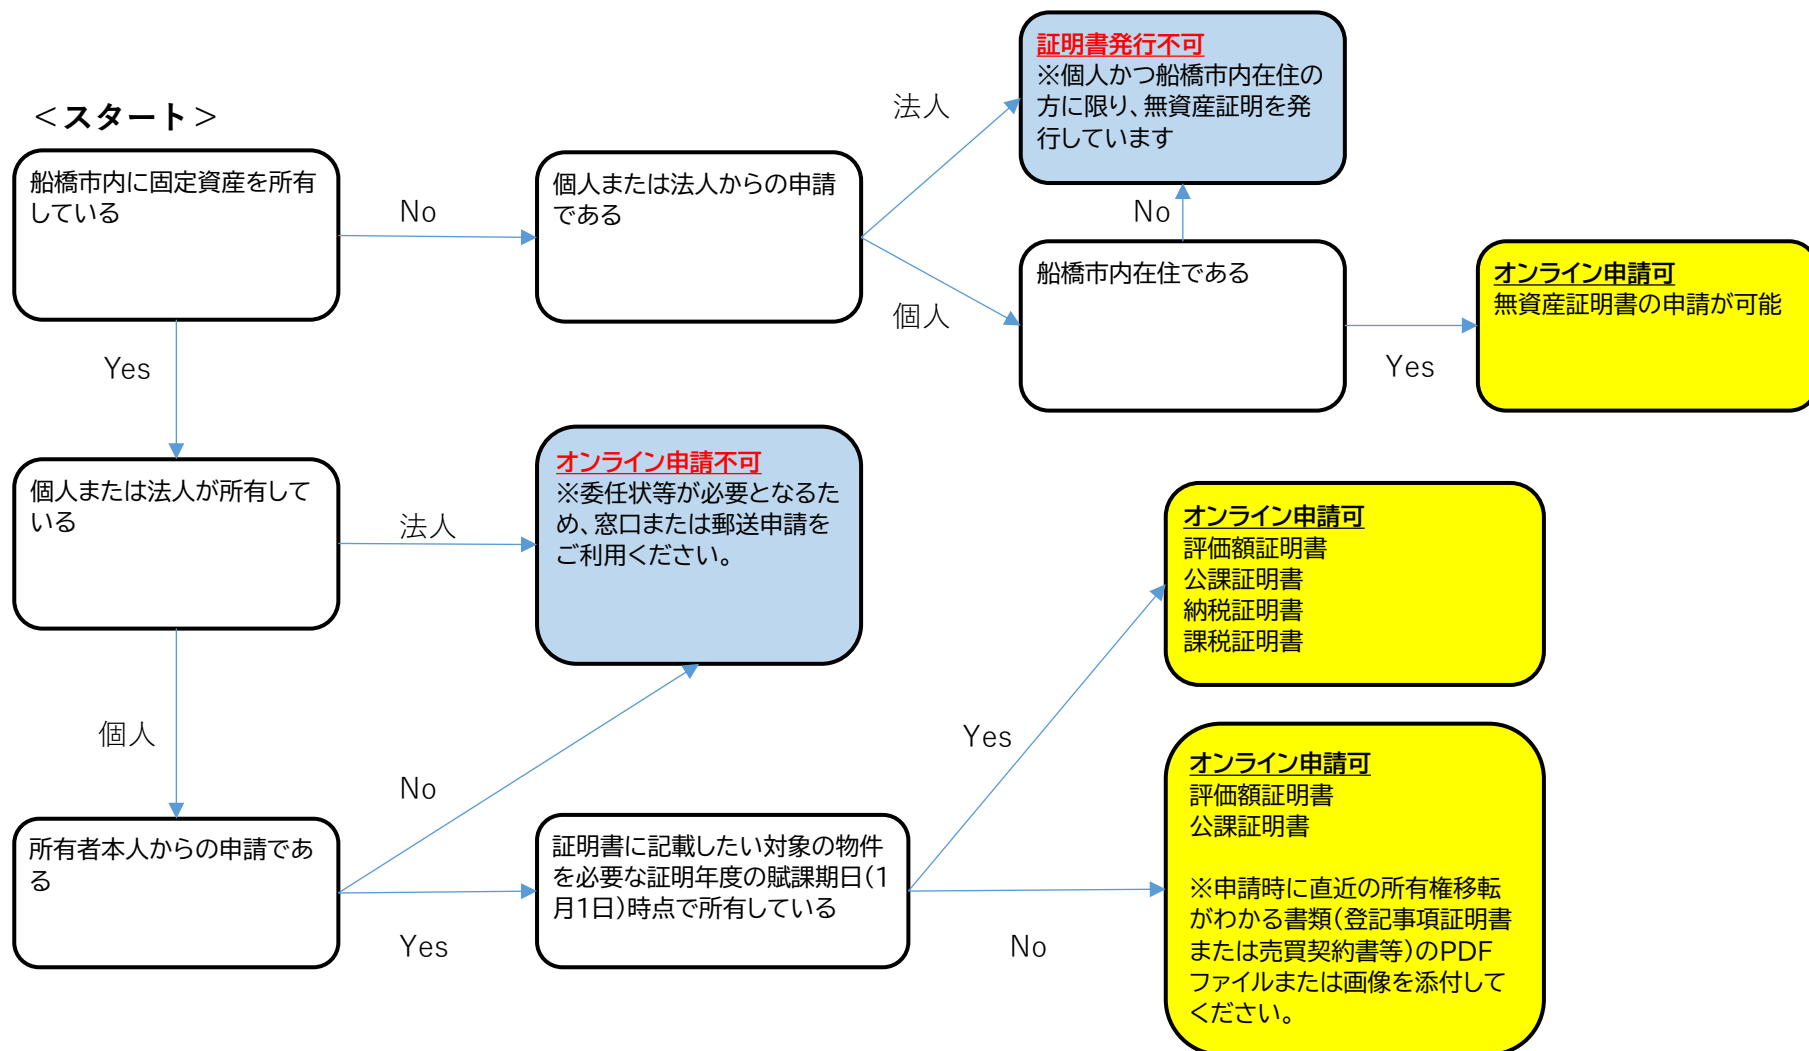 ＜スタート＞
船橋市内に固定資産を所有
している
No
個人または法人からの申請
である
法人
個人
証明書発行不可
※個人かつ船橋市内在住の
方に限り、無資産証明を発
行しています
No
船橋市内在住である
Yes
オンライン申請可
無資産証明書の申請が可能
Yes
個人または法人が所有して
いる
法人
オンライン申請不可
※委任状等が必要となるた
め、窓口または郵送申請を
ご利用ください。
個人
所有者本人からの申請であ
る
No
Yes
証明書に記載したい対象の物件
を必要な証明年度の賦課期日(1
月1日)時点で所有している
Yes
オンライン申請可
評価額証明書
公課証明書
納税証明書
課税証明書
No
オンライン申請可
評価額証明書
公課証明書
※申請時に直近の所有権移転
がわかる書類(登記事項証明書
または売買契約書等)のPDF
ファイルまたは画像を添付して
ください。